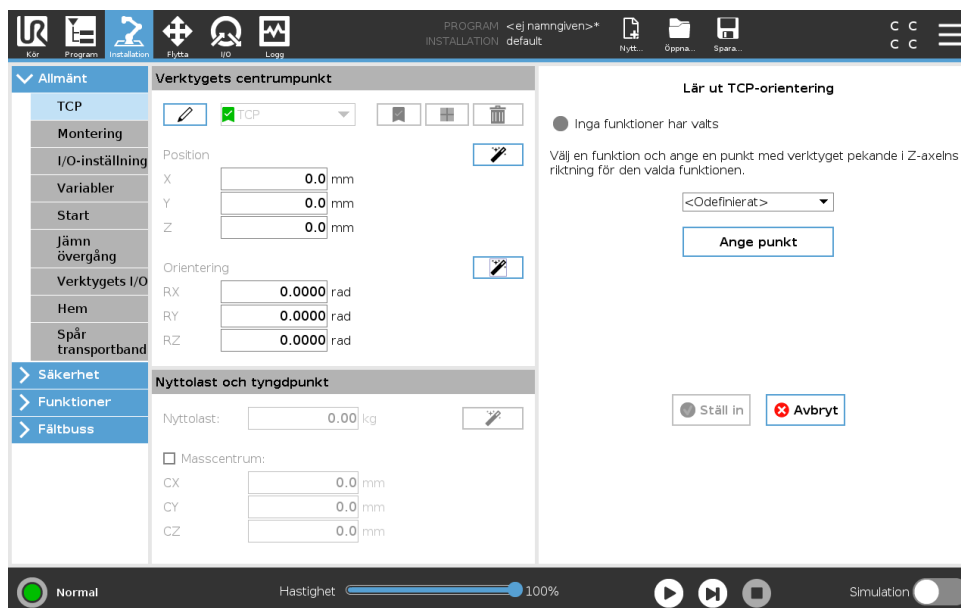 UR
Kör
Program
Installation
Flytta
I/O
Logg
PROGRAM <ej namngiven>*
INSTALLATION default
Nytt...
Öppna...
Spara...
C C
C C
Allmänt
TCP
Montering
I/O-inställning
Variabler
Start
Jämn
övergång
Verktygets I/O
Hem
Spår
transportband
Säkerhet
Funktioner
Fältbuss
Verktygets centrumpunkt
TCP
Position
X 0.0 mm
Y 0.0 mm
Z 0.0 mm
Orientering
RX 0.0000 rad
RY 0.0000 rad
RZ 0.0000 rad
Nyttolast och tyngdpunkt
Nyttolast: 0.00 kg
Masscentrum:
CX 0.0 mm
CY 0.0 mm
CZ 0.0 mm
Lär ut TCP-orientering
Inga funktioner har valts
Välj en funktion och ange en punkt med verktyget pekande i Z-axelns
riktning för den valda funktionen.
<Odefinierat>
Ange punkt
Ställ in
Avbryt
Normal
Hastighet 100%
Simulation